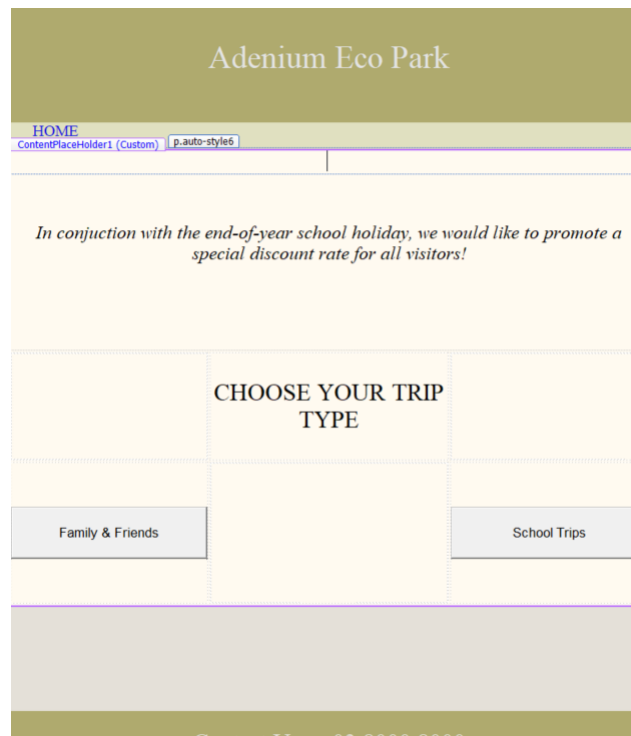 Adenium Eco Park
HOME
ContentPlaceHolder1 (Custom) p.auto-style6
In conjuction with the end-of-year school holiday, we would like to promote a
special discount rate for all visitors!
CHOOSE YOUR TRIP
TYPE
Family & Friends School Trips